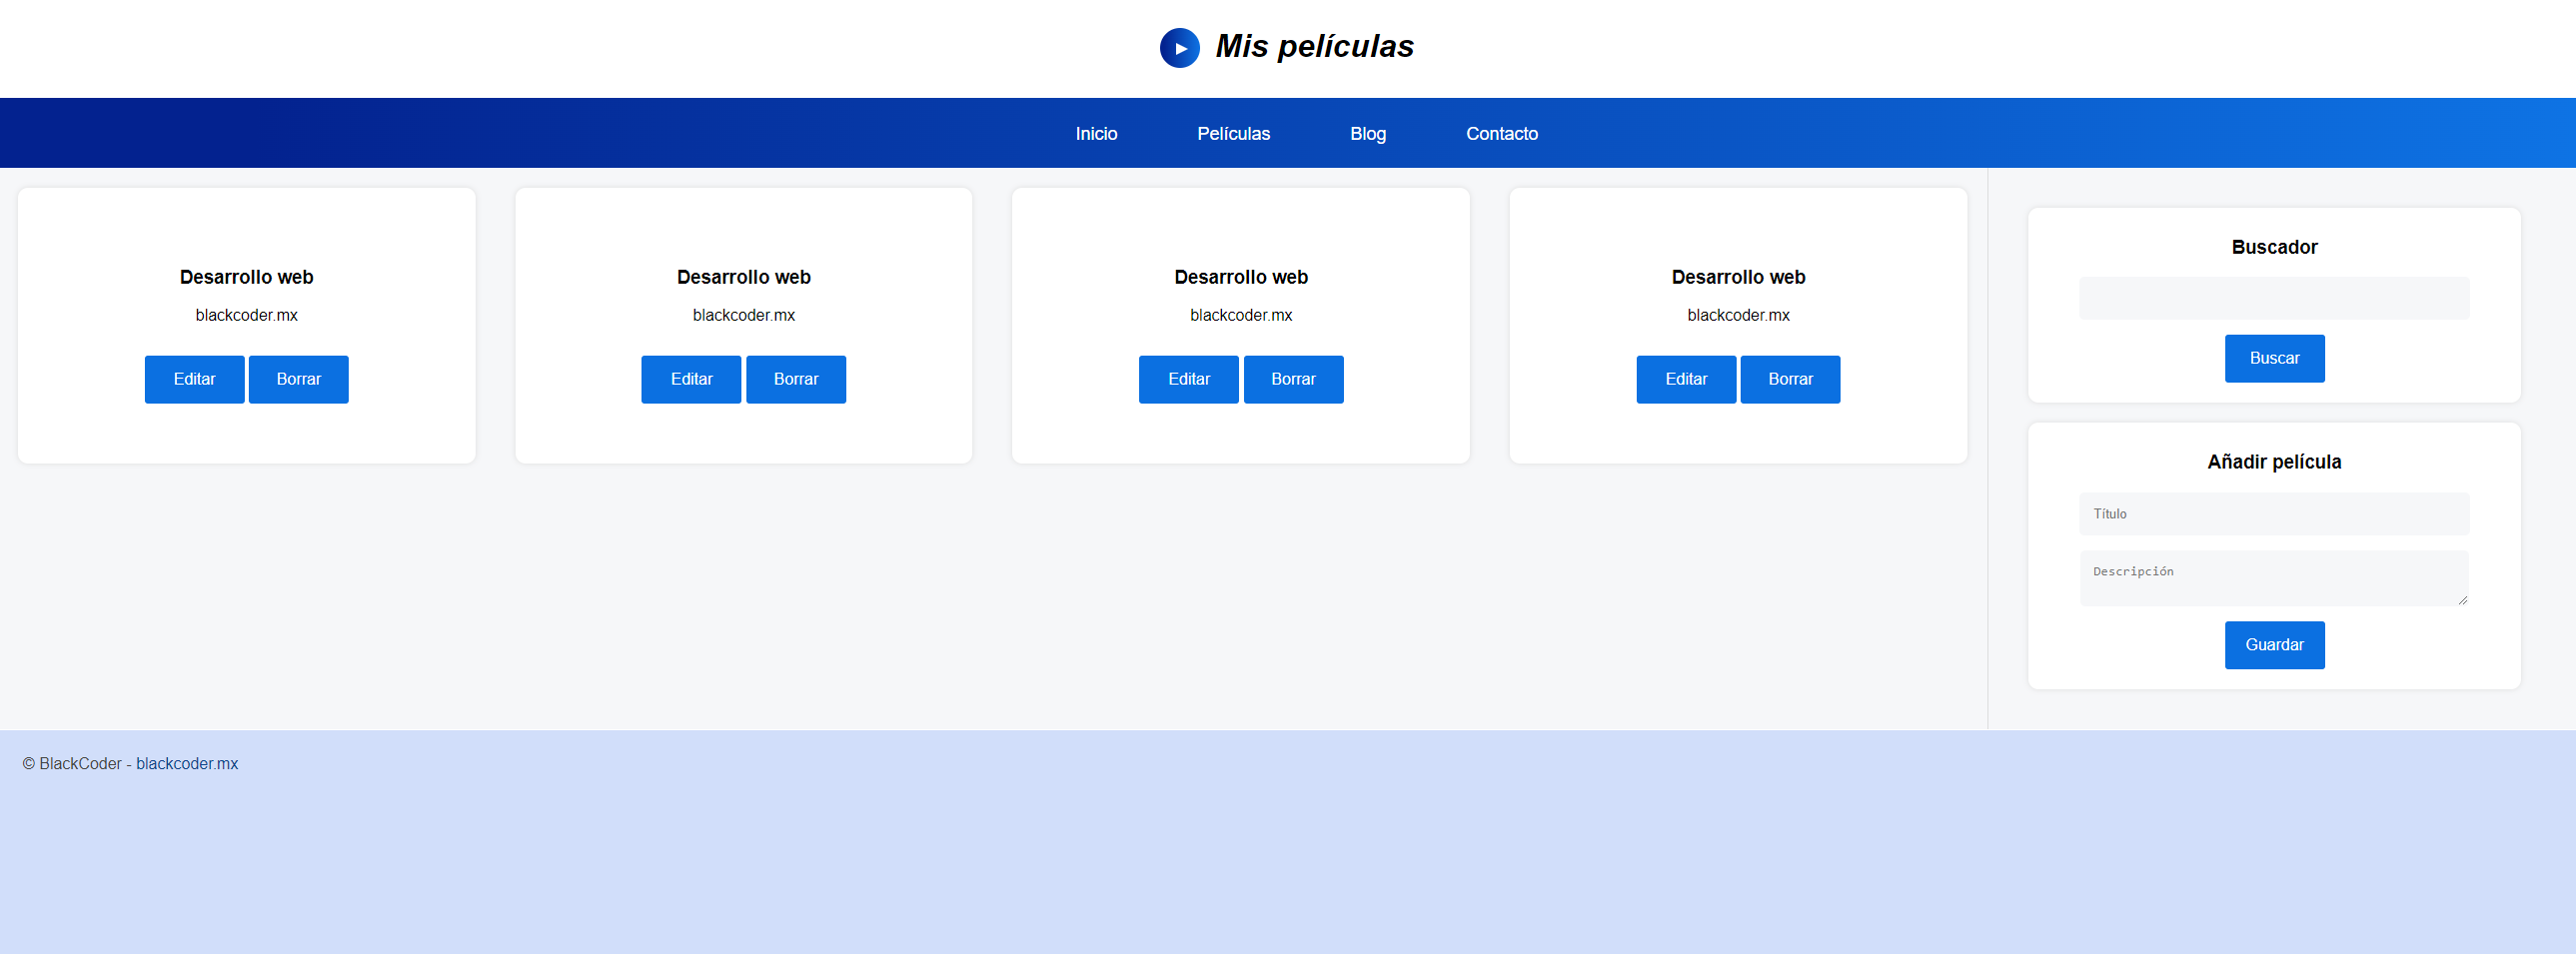 Mis películas
Inicio Películas Blog Contacto
Desarrollo web
blackcoder.mx
Editar Borrar
Desarrollo web
blackcoder.mx
Editar Borrar
Desarrollo web
blackcoder.mx
Editar Borrar
Desarrollo web
blackcoder.mx
Editar Borrar
Buscador
Buscar
Añadir película
Título
Descripción
Guardar
© BlackCoder - blackcoder.mx